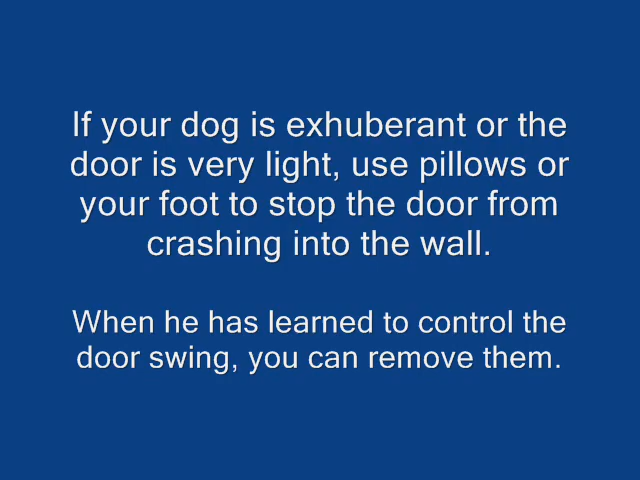 If your dog is exhuberant or the
door is very light, use pillows or
your foot to stop the door from
crashing into the wall.
When he has learned to control the
door swing, you can remove them.